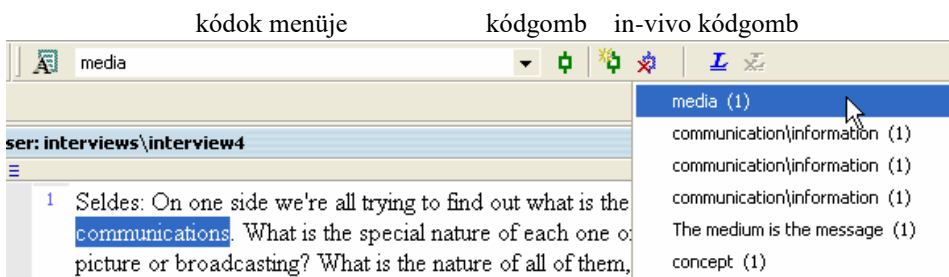 kódok menüje kódgomb in-vivo kódgomb
media
media (1)
communication\information (1)
communication\information (1)
communication\information (1)
The medium is the message (1)
concept (1)
ser: interviews\interview4
1 Seldes: On one side we're all trying to find out what is the
communications. What is the special nature of each one o
picture or broadcasting? What is the nature of all of them,